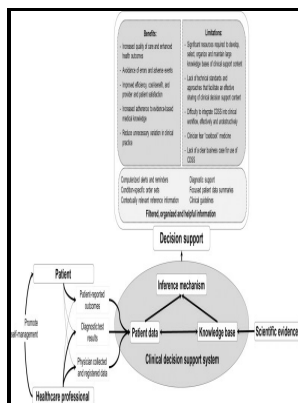 Benefits:
- Increased quality of care and enhanced
health outcomes
- Avoidance of errors and adverse events
- Improved efficiency, cost-benefit, and
provider and patient satisfaction
- Increased adherence to evidence-based
medical knowledge
- Reduce unnecessary variation in clinical
practice
Limitations:
- Significant resources required to develop,
select, organize and maintain large
knowledge bases of clinical support content
- Lack of technical standards and
approaches that facilitate an effective
sharing of clinical decision support content
- Difficulty to integrate CDSS into clinical
workflow, effectively and unobstructively
- Clinician fear "cookbook" medicine
- Lack of a clear business case for use of
CDSS
Computerized alerts and reminders
Condition-specific order sets
Contextually relevant reference information
Diagnostic support
Focused patient data summaries
Clinical guidelines
Filtered, organized and helpful information
Decision support
Inference mechanism
Patient
Patient-reported
outcomes
Promote
self-management
Diagnostic/test
results
Patient data
Knowledge base
Scientific evidence
Physician collected
and registered data
Clinical decision support system
Healthcare professional